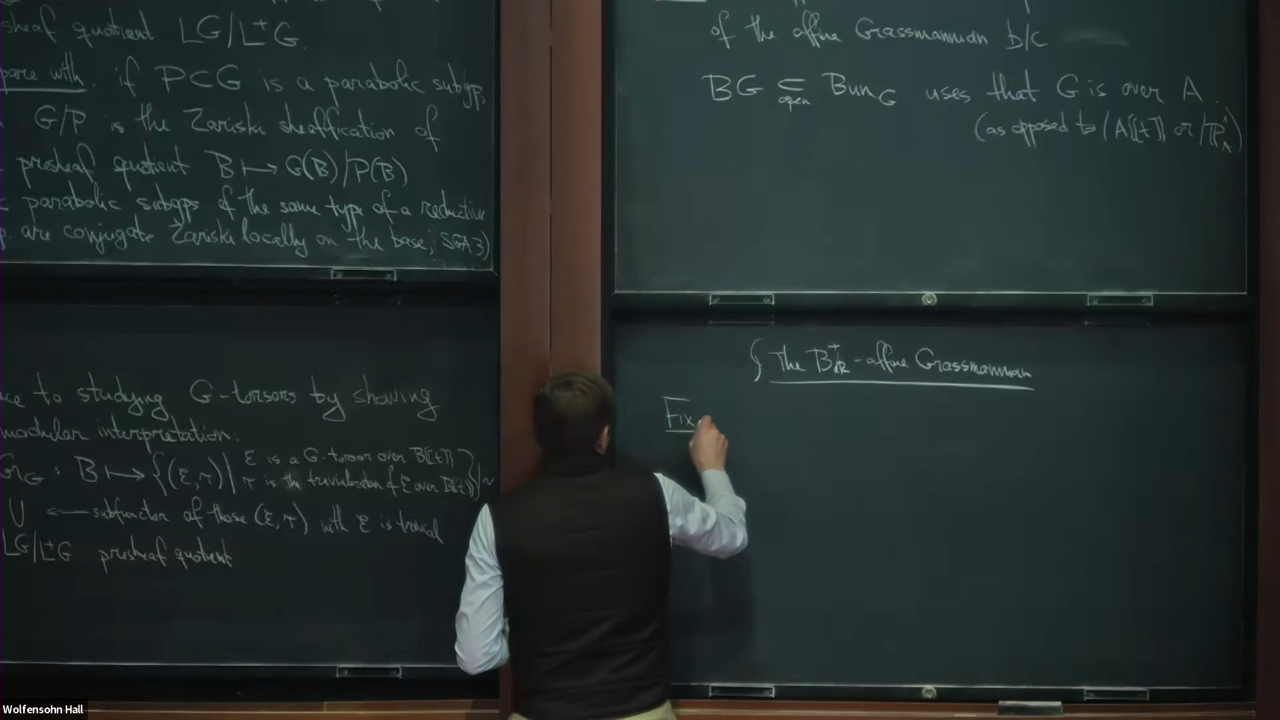 sheaf quotient LG/L⁺G.
pare with. if P⊂G is a parabolic subgp,
G/P is the Zariski sheaffication of
presheaf quotient B ⟼ G(B)/P(B)
parabolic subgps of the same type of a reductive
p. are conjugate Zariski locally on the base, SGA3)
ce to studying G-torsors by showing
modular interpretation.
Gr_G : B ⟼ {(ℰ,τ) | ℰ is a G-torsor over B[[t]]
τ is the trivialization of ℰ over B((t))}/~
U ⟵ subfunctor of those (ℰ,τ) with ℰ is trivial
LG/L⁺G presheaf quotient
of the affine Grassmannian b/c
BG ⊂ Bun_G uses that G is over A.
open
(as opposed to (A[[t]] or ℙ¹_A)
§ The B⁺_dR-affine Grassmannian
Fix
Wolfensohn Hall